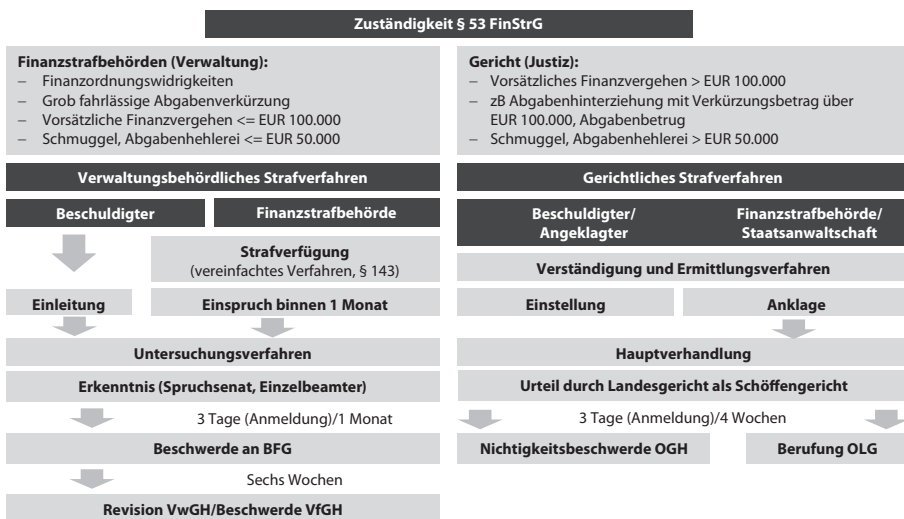 Zuständigkeit § 53 FinStrG
Finanzstrafbehörden (Verwaltung):
– Finanzordnungswidrigkeiten
– Grob fahrlässige Abgabenverkürzung
– Vorsätzliche Finanzvergehen <= EUR 100.000
– Schmuggel, Abgabenhehlerei <= EUR 50.000
Gericht (Justiz):
– Vorsätzliches Finanzvergehen > EUR 100.000
– zB Abgabenhinterziehung mit Verkürzungsbetrag über
EUR 100.000, Abgabenbetrug
– Schmuggel, Abgabenhehlerei > EUR 50.000
Verwaltungsbehördliches Strafverfahren
Beschuldigter
Finanzstrafbehörde
Strafverfügung
(vereinfachtes Verfahren, § 143)
Einleitung
Einspruch binnen 1 Monat
Untersuchungsverfahren
Erkenntnis (Spruchsenat, Einzelbeamter)
3 Tage (Anmeldung)/1 Monat
Beschwerde an BFG
Sechs Wochen
Revision VwGH/Beschwerde VfGH
Gerichtliches Strafverfahren
Beschuldigter/
Angeklagter
Finanzstrafbehörde/
Staatsanwaltschaft
Verständigung und Ermittlungsverfahren
Einstellung
Anklage
Hauptverhandlung
Urteil durch Landesgericht als Schöffengericht
3 Tage (Anmeldung)/4 Wochen
Nichtigkeitsbeschwerde OGH
Berufung OLG